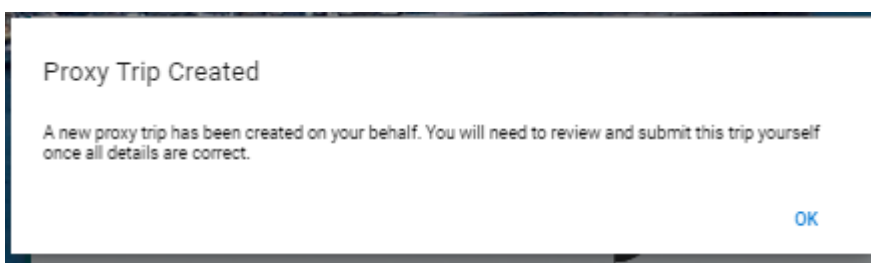 Proxy Trip Created
A new proxy trip has been created on your behalf. You will need to review and submit this trip yourself
once all details are correct.
OK